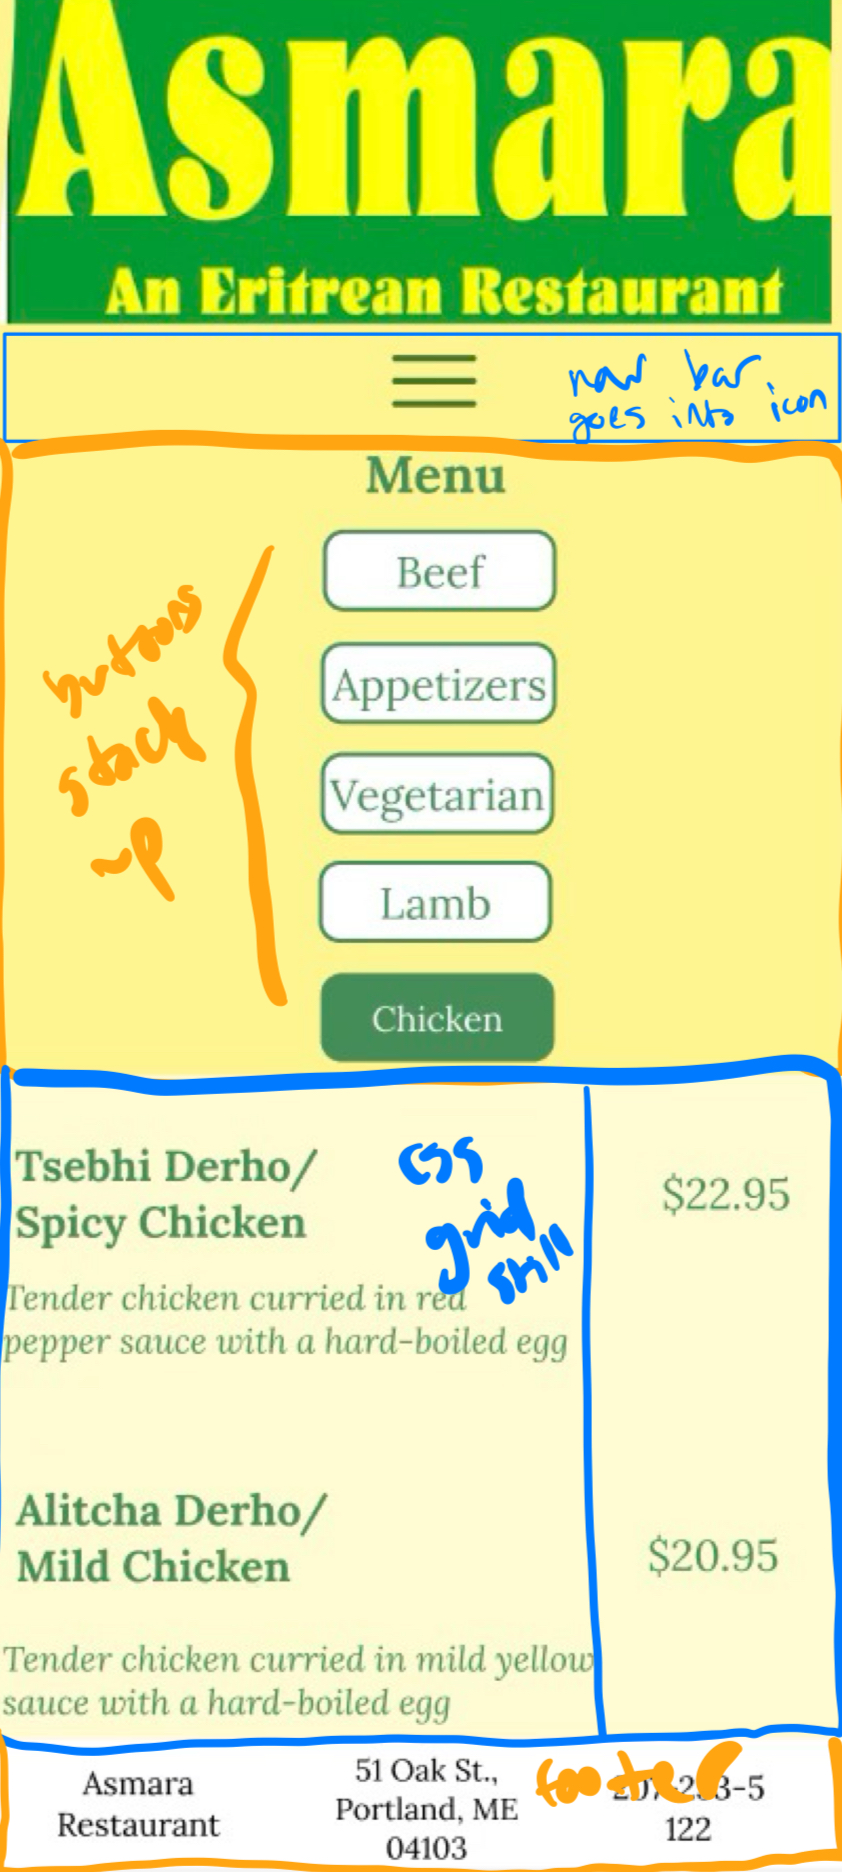 Asmara
An Eritrean Restaurant
nav bar
goes into icon
Menu
Beef
Appetizers
Vegetarian
Lamb
Chicken
buttons
stack
up
Tsebhi Derho/
Spicy Chicken
$22.95
css
grid
still
Tender chicken curried in red
pepper sauce with a hard-boiled egg
Alitcha Derho/
Mild Chicken
$20.95
Tender chicken curried in mild yellow
sauce with a hard-boiled egg
Asmara
Restaurant
51 Oak St.,
Portland, ME
04103
footer
122